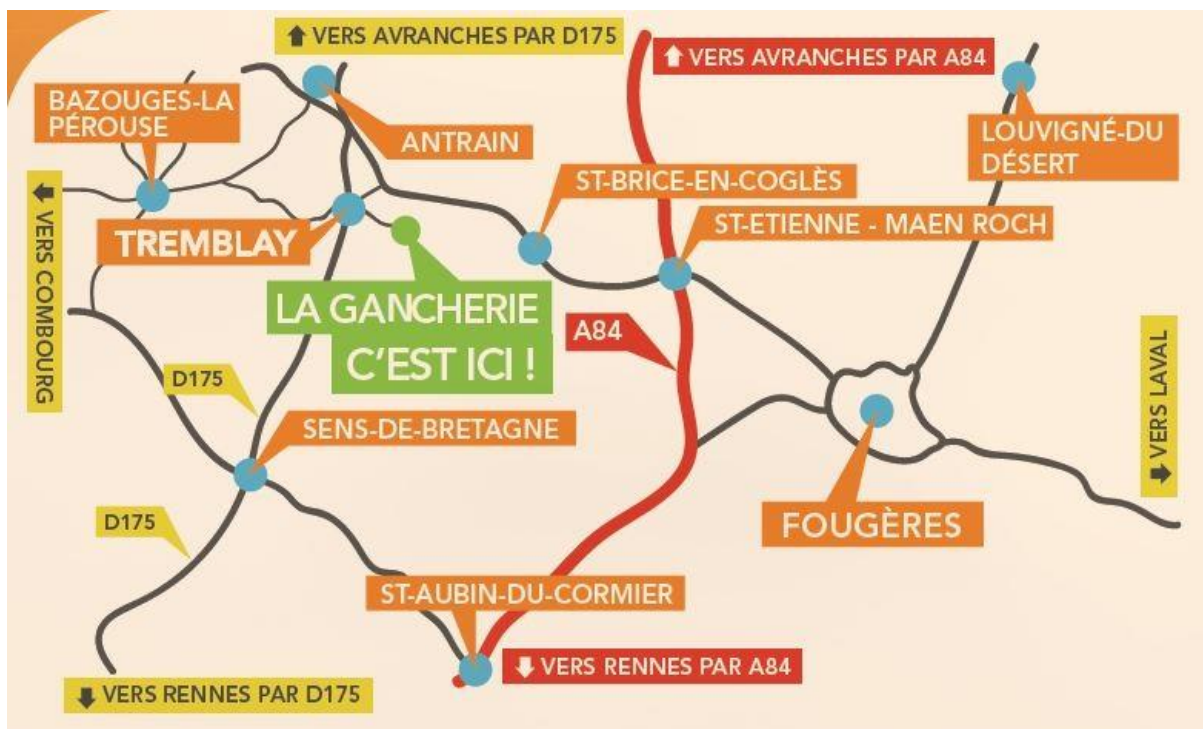 VERS AVRANCHES PAR D175
VERS AVRANCHES PAR A84
BAZOUGES-LA
PÉROUSE
ANTRAIN
LOUVIGNÉ-DU
DÉSERT
ST-BRICE-EN-COGLÈS
VERS COMBOURG
TREMBLAY
ST-ETIENNE - MAEN ROCH
LA GANCHERIE
C'EST ICI !
A84
D175
VERS LAVAL
SENS-DE-BRETAGNE
D175
FOUGÈRES
ST-AUBIN-DU-CORMIER
VERS RENNES PAR A84
VERS RENNES PAR D175